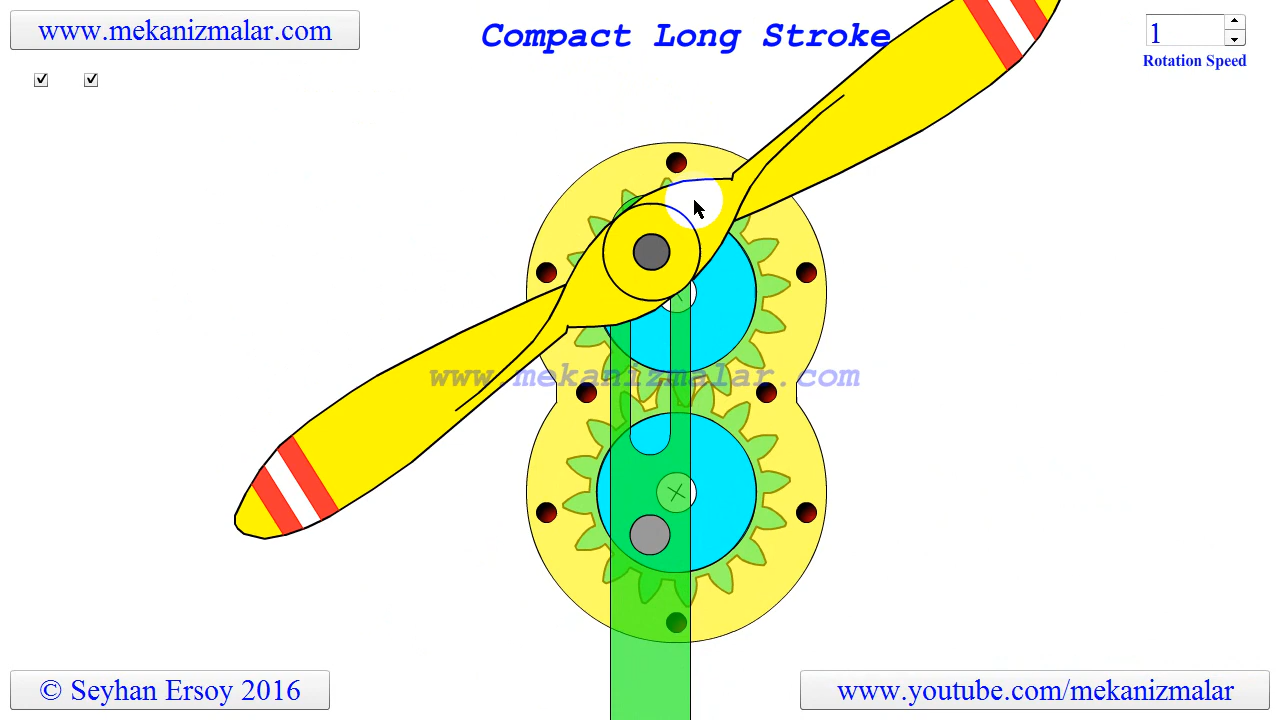 www.mekanizmalar.com
Compact Long Stroke
1
Rotation Speed
www.mekanizmalar.com
© Seyhan Ersoy 2016
www.youtube.com/mekanizmalar